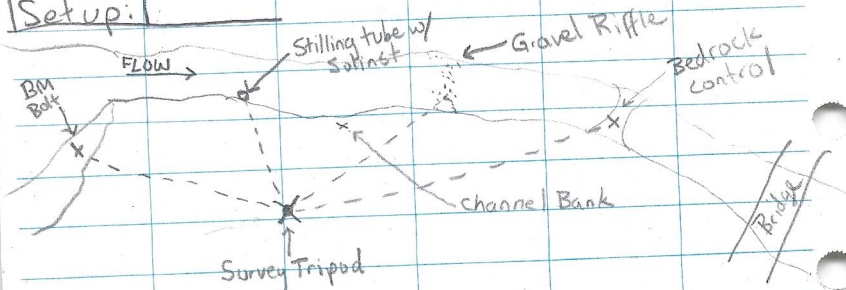 Setup:
FLOW
Stilling tube w/
Solinst
Gravel Riffle
Bedrock
control
BM
Bolt
Channel Bank
Bridge
Survey Tripod